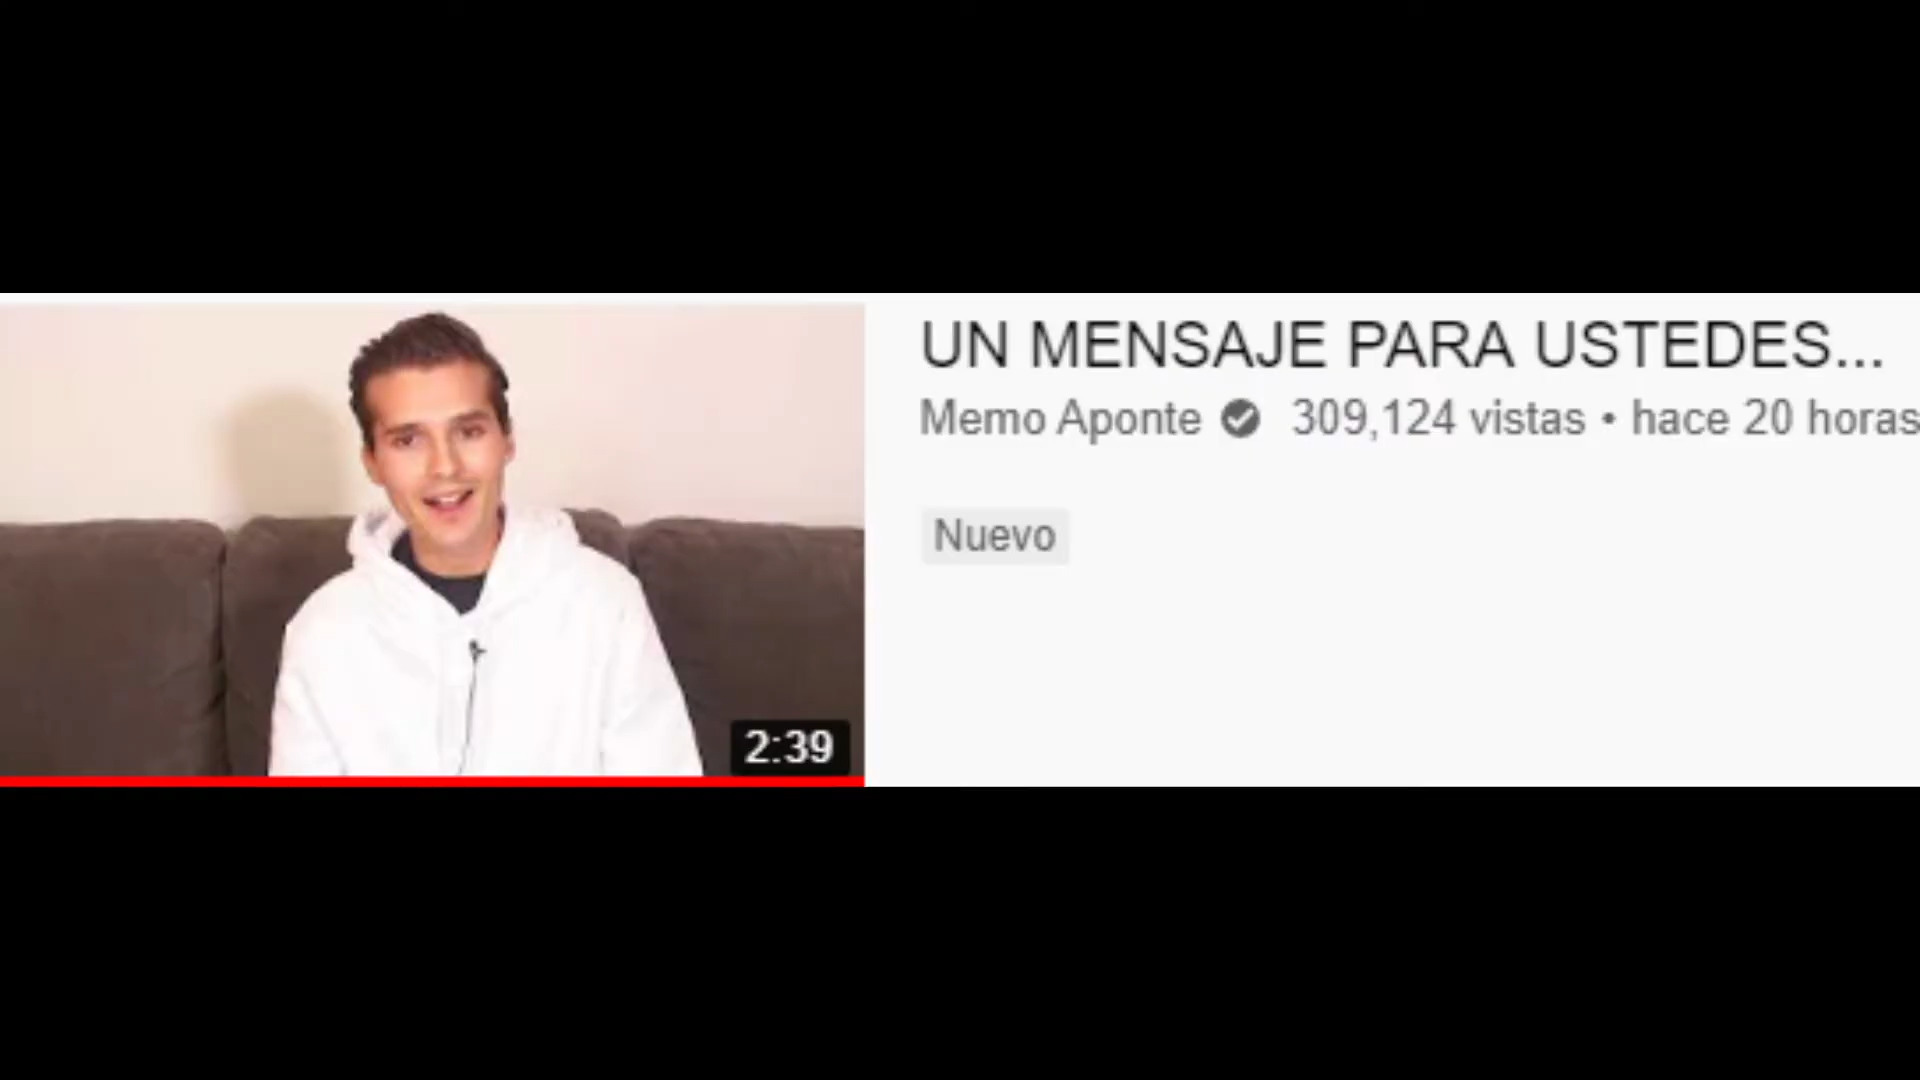 UN MENSAJE PARA USTEDES...
Memo Aponte 309,124 vistas • hace 20 horas
Nuevo
2:39